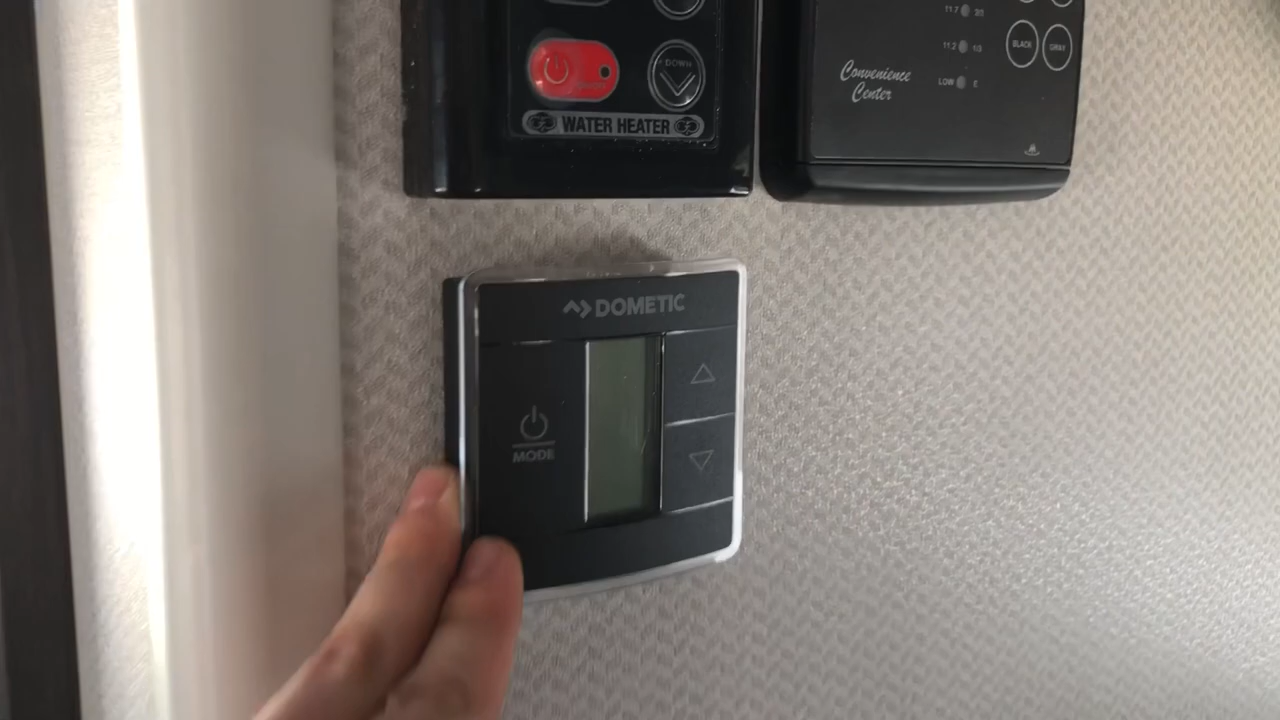 DOWN
WATER HEATER
11.7 2/3
11.2 1/3
LOW E
BLACK GRAY
Convenience
Center
DOMETIC
MODE